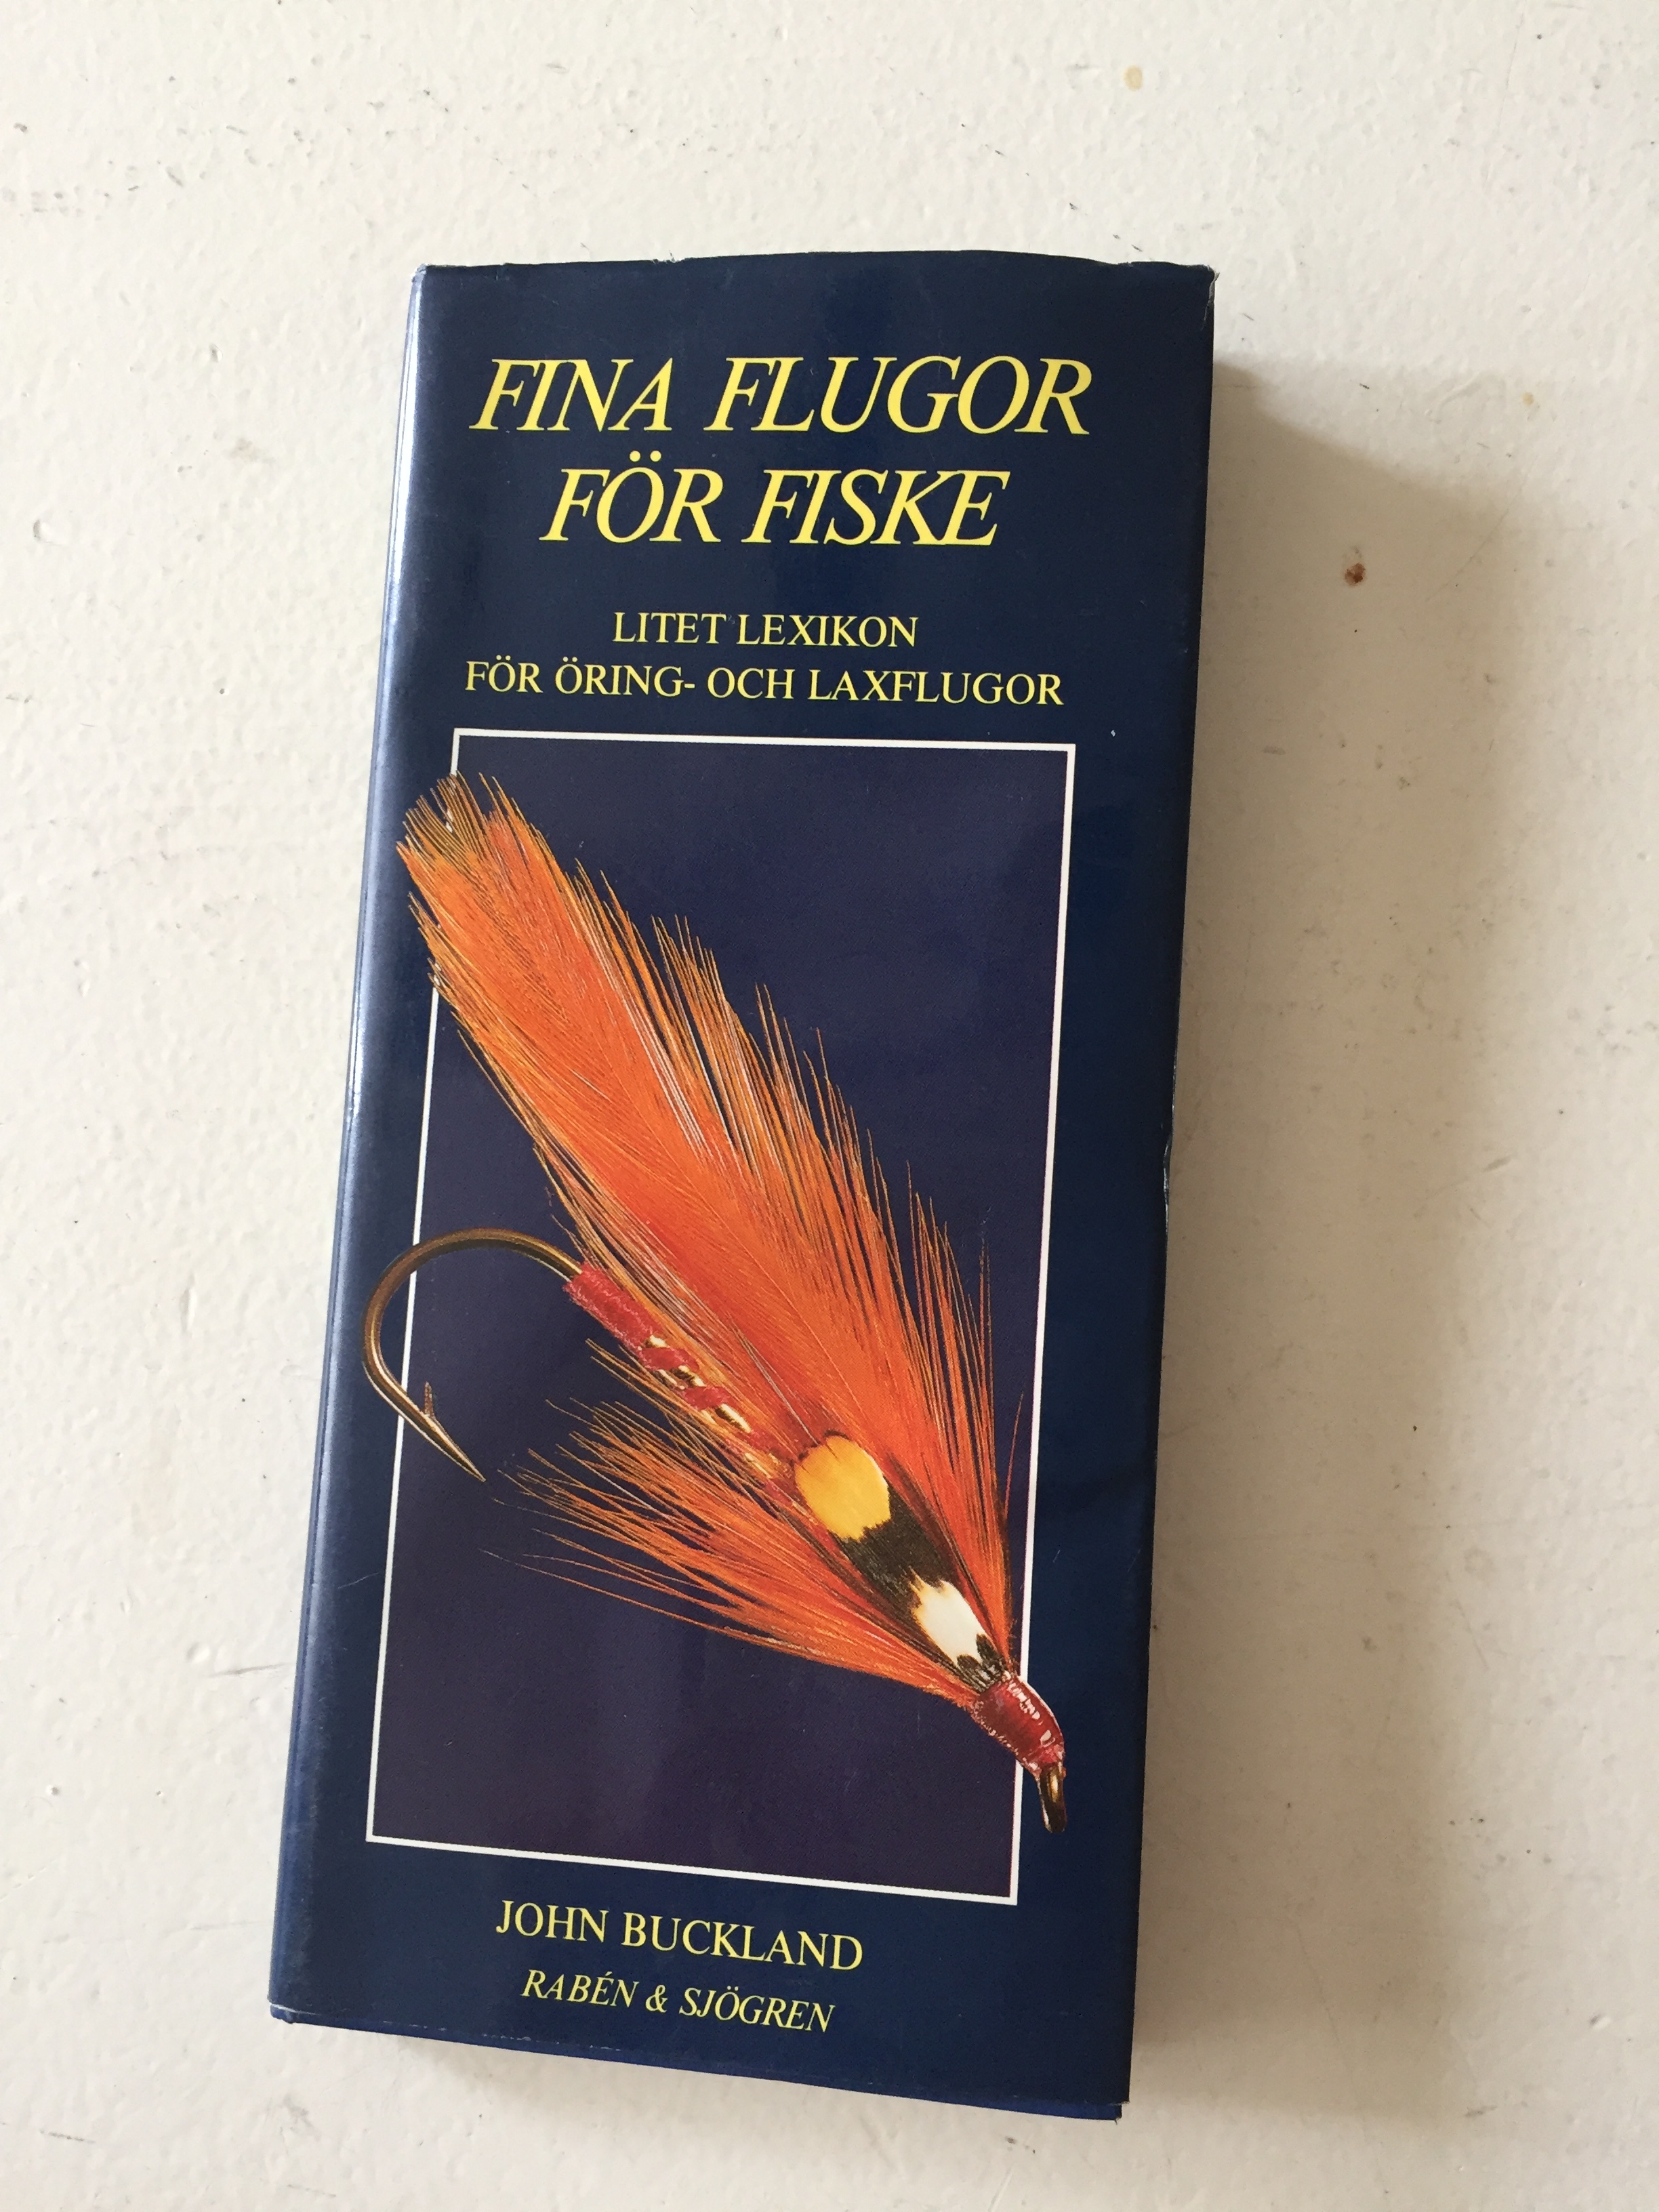 FINA FLUGOR
FÖR FISKE
LITET LEXIKON
FÖR ÖRING- OCH LAXFLUGOR
JOHN BUCKLAND
RABÉN & SJÖGREN